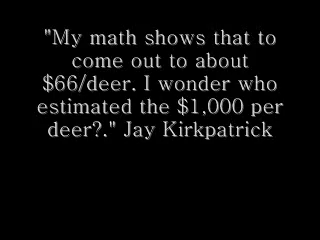 "My math shows that to
come out to about
$66/deer. I wonder who
estimated the $1,000 per
deer?." Jay Kirkpatrick